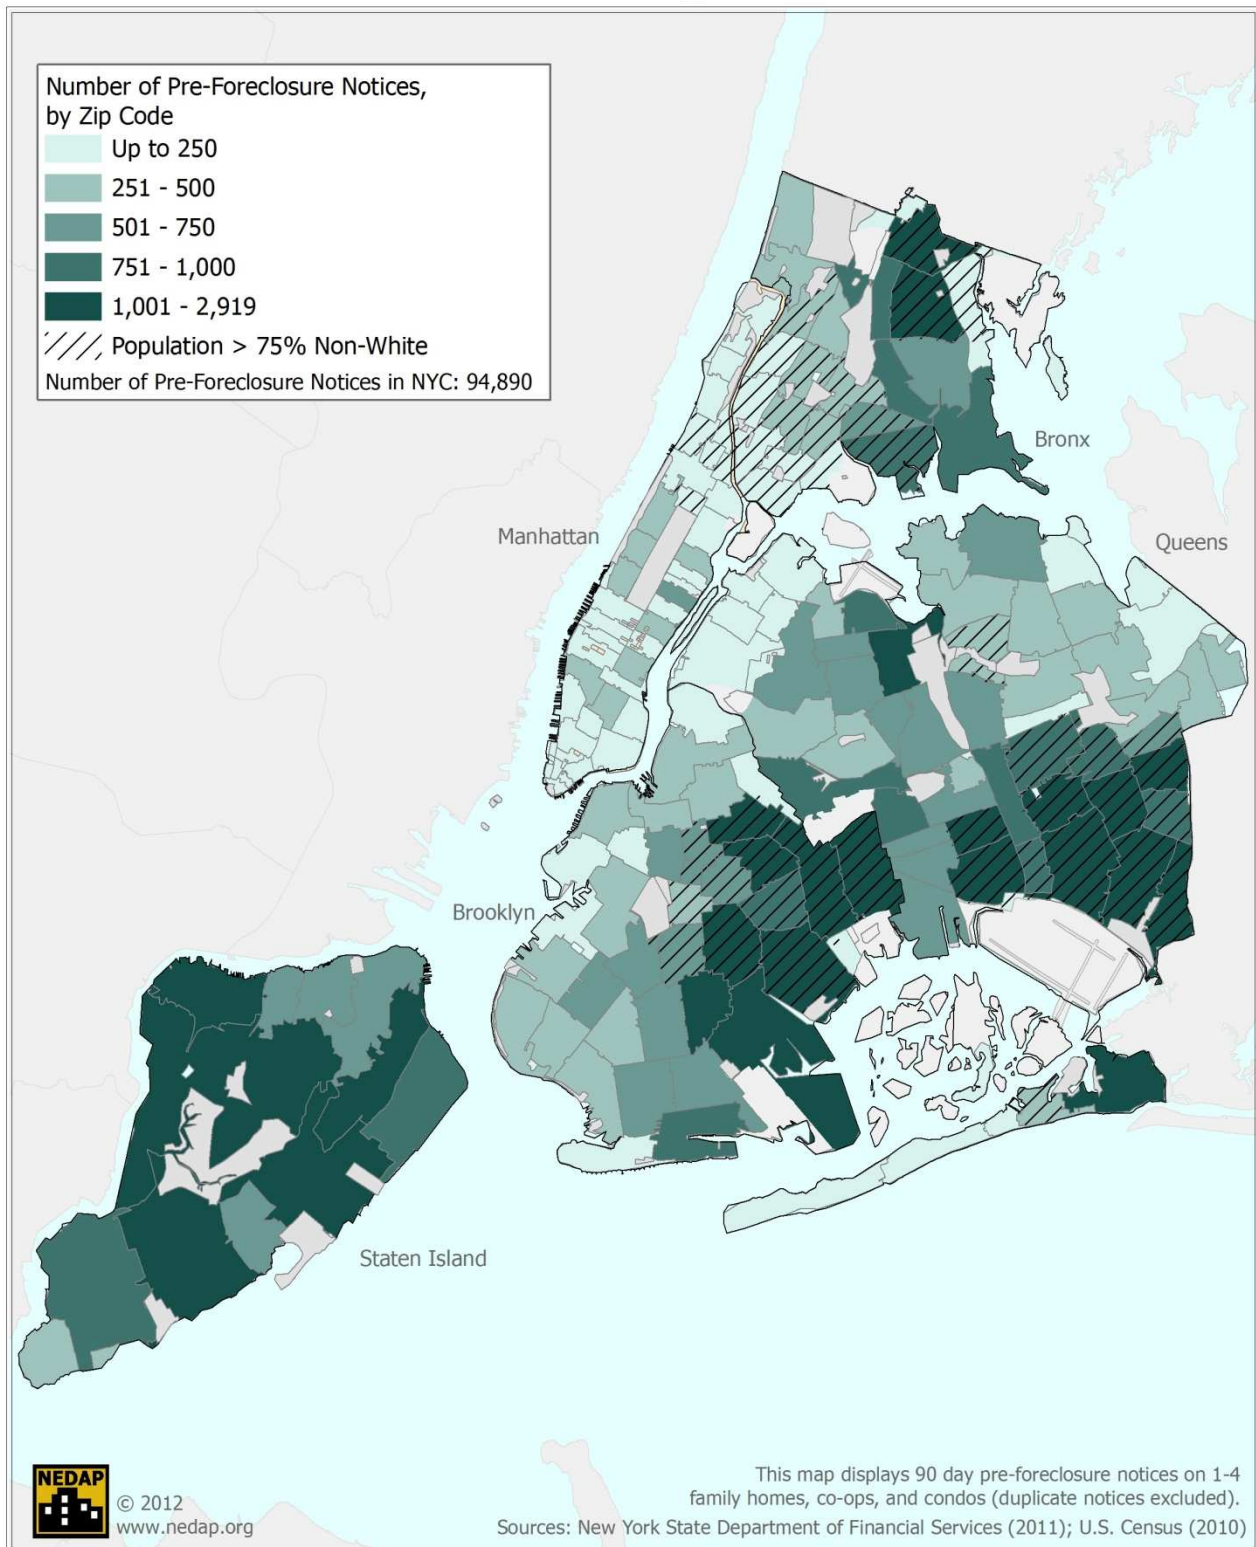 Number of Pre-Foreclosure Notices,
by Zip Code
Up to 250
251 - 500
501 - 750
751 - 1,000
1,001 - 2,919
Population > 75% Non-White
Number of Pre-Foreclosure Notices in NYC: 94,890
Bronx
Manhattan
Queens
Brooklyn
Staten Island
NEDAP
© 2012
www.nedap.org
This map displays 90 day pre-foreclosure notices on 1-4
family homes, co-ops, and condos (duplicate notices excluded).
Sources: New York State Department of Financial Services (2011); U.S. Census (2010)